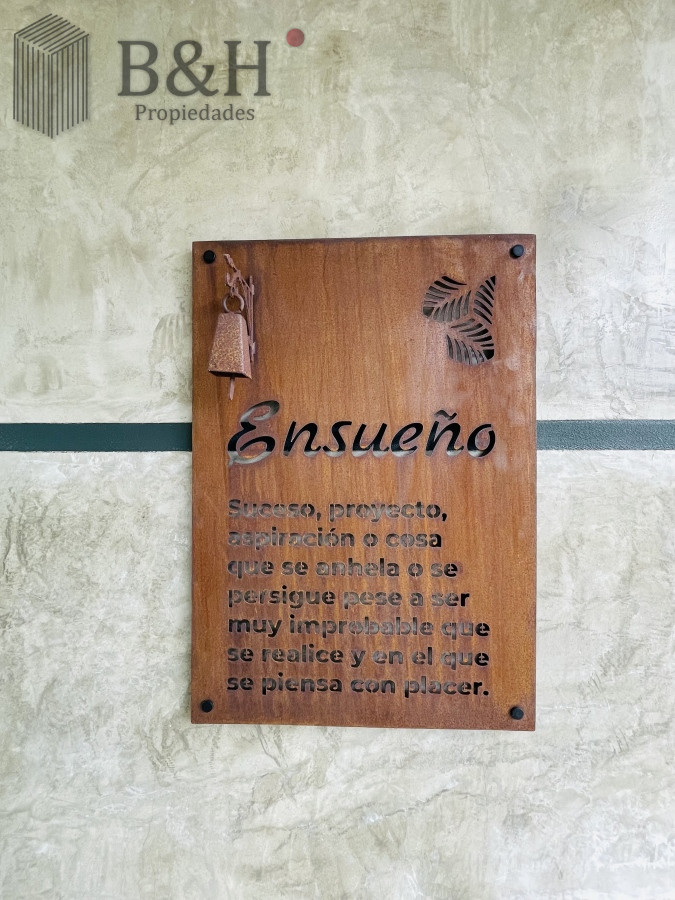 B&H
Propiedades
Ensueño
Suceso, proyecto,
aspiración o cosa
que se anhela o se
persigue pese a ser
muy improbable que
se realice y en el que
se piensa con placer.